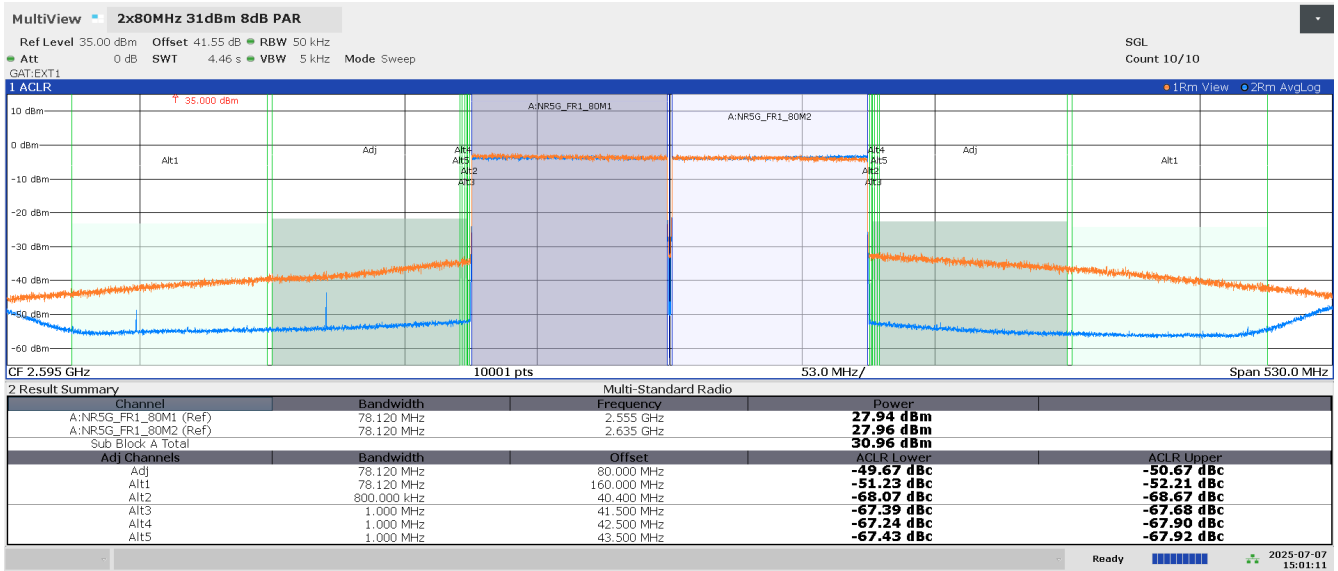 MultiView 2x80MHz 31dBm 8dB PAR
Ref Level 35.00 dBm Offset 41.55 dB RBW 50 kHz SGL
Att 0 dB SWT 4.46 s VBW 5 kHz Mode Sweep Count 10/10
GAT:EXT1
1 ACLR 1Rm View 2Rm AvgLog
35.000 dBm
A:NR5G_FR1_80M1
A:NR5G_FR1_80M2
10 dBm
0 dBm
-10 dBm
-20 dBm
-30 dBm
-40 dBm
-50 dBm
-60 dBm
Alt1 Adj Alt4 Alt4 Adj Alt1
Alt5 Alt5
Alt2 Alt2
Alt3 Alt3
CF 2.595 GHz 10001 pts 53.0 MHz/ Span 530.0 MHz
2 Result Summary Multi-Standard Radio
Channel Bandwidth Frequency Power
A:NR5G_FR1_80M1 (Ref) 78.120 MHz 2.555 GHz 27.94 dBm
A:NR5G_FR1_80M2 (Ref) 78.120 MHz 2.635 GHz 27.96 dBm
Sub Block A Total 30.96 dBm
Adj Channels Bandwidth Offset ACLR Lower ACLR Upper
Adj 78.120 MHz 80.000 MHz -49.67 dBc -50.67 dBc
Alt1 78.120 MHz 160.000 MHz -51.23 dBc -52.21 dBc
Alt2 800.000 kHz 40.400 MHz -68.07 dBc -68.67 dBc
Alt3 1.000 MHz 41.500 MHz -67.39 dBc -67.68 dBc
Alt4 1.000 MHz 42.500 MHz -67.24 dBc -67.90 dBc
Alt5 1.000 MHz 43.500 MHz -67.43 dBc -67.92 dBc
Ready 2025-07-07
15:01:11